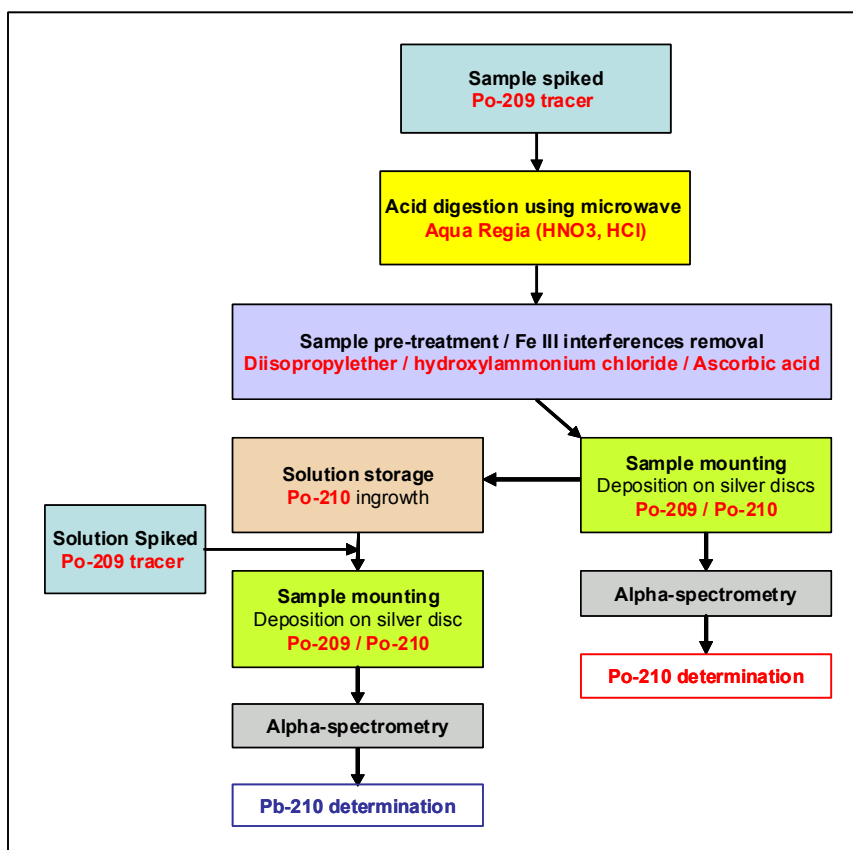 Sample spiked
Po-209 tracer
Acid digestion using microwave
Aqua Regia (HNO3, HCl)
Sample pre-treatment / Fe III interferences removal
Diisopropylether / hydroxylammonium chloride / Ascorbic acid
Solution storage
Po-210 ingrowth
Sample mounting
Deposition on silver discs
Po-209 / Po-210
Solution Spiked
Po-209 tracer
Sample mounting
Deposition on silver disc
Po-209 / Po-210
Alpha-spectrometry
Po-210 determination
Alpha-spectrometry
Pb-210 determination